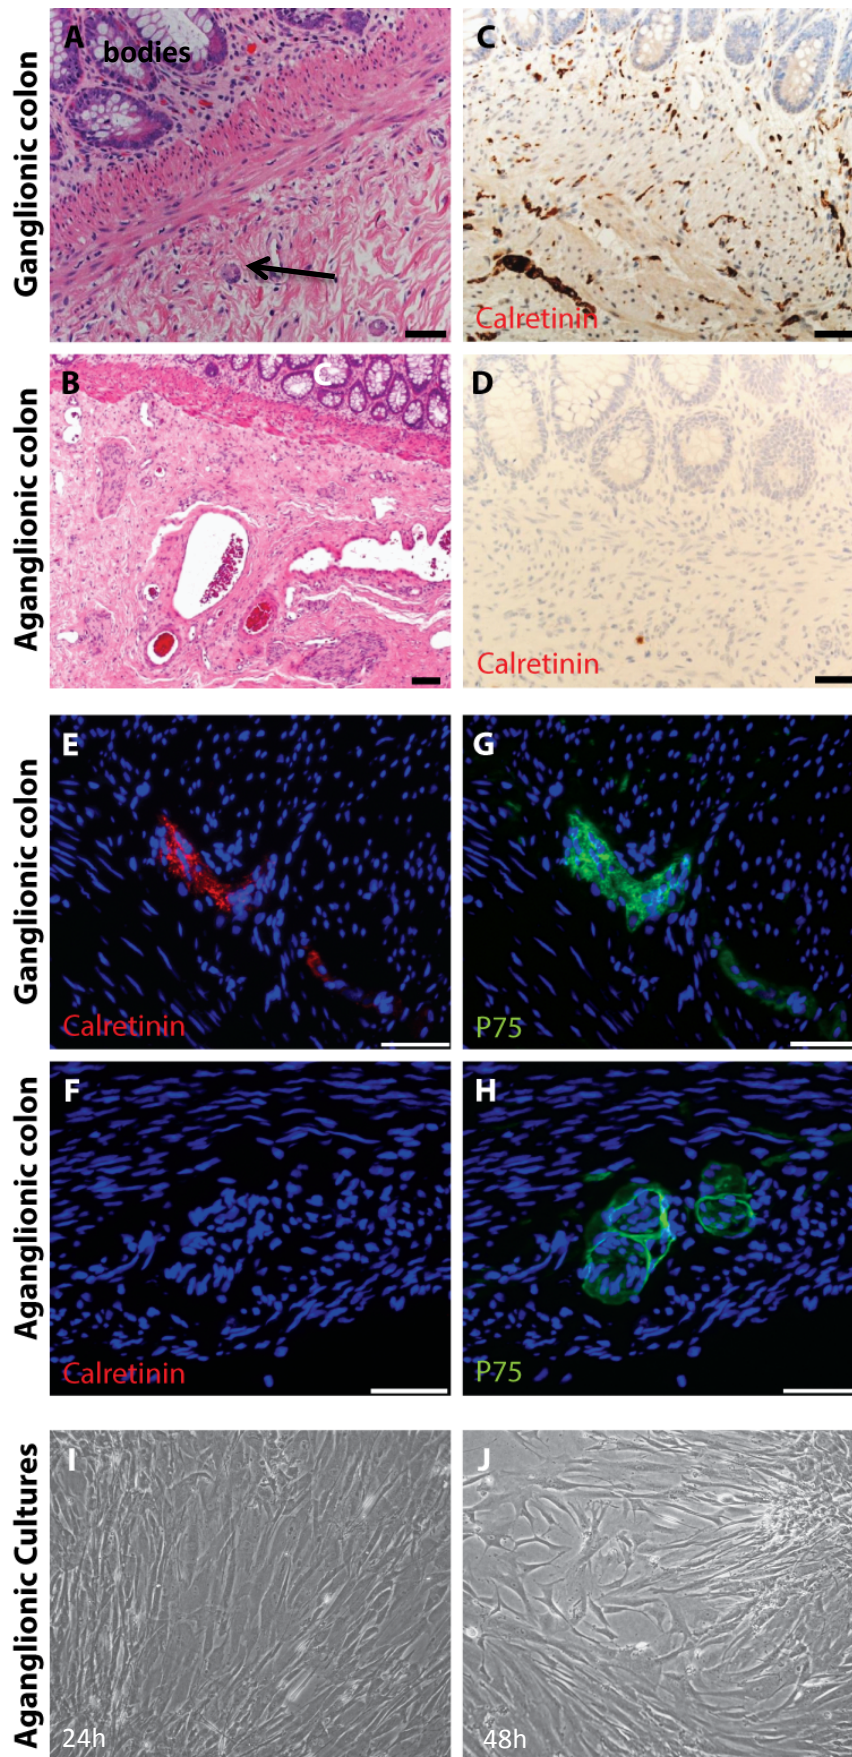 Ganglionic colon
A
bodies
C
Calretinin
Aganglionic colon
B
C
D
Calretinin
Ganglionic colon
E
Calretinin
G
P75
Aganglionic colon
F
Calretinin
H
P75
Aganglionic Cultures
I
24h
J
48h